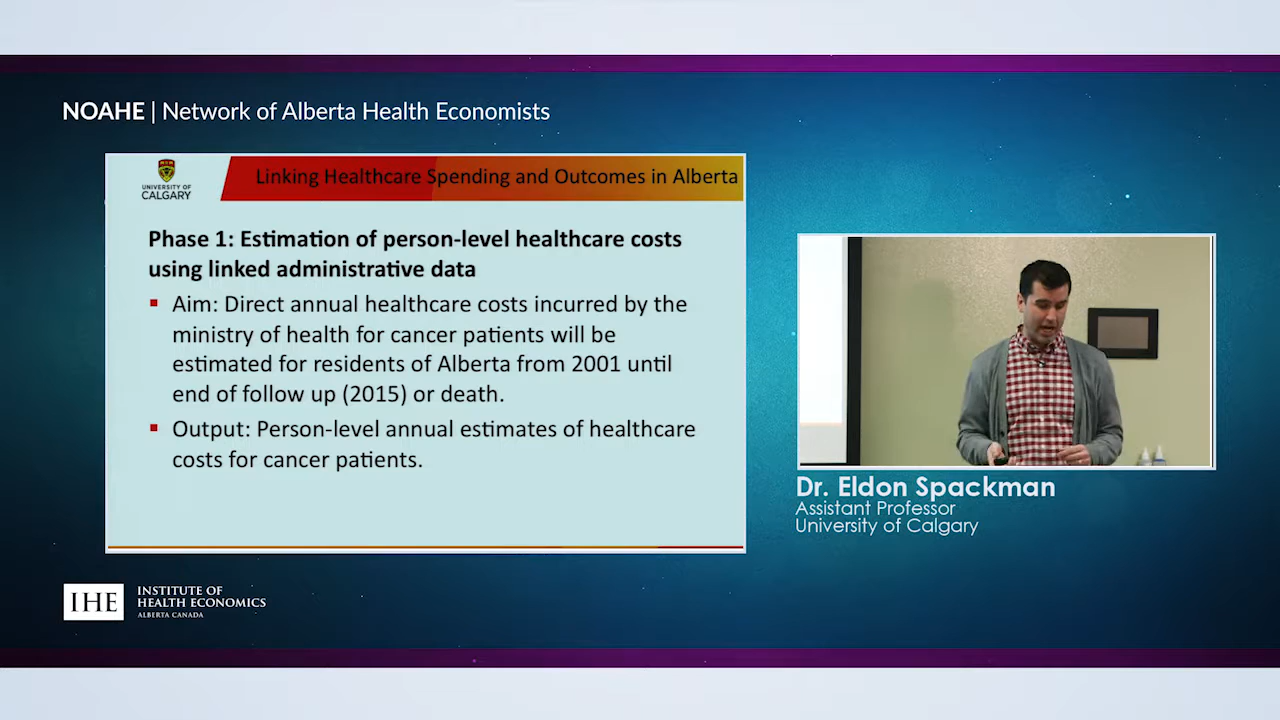 NOAHE | Network of Alberta Health Economists
UNIVERSITY OF
CALGARY
Linking Healthcare Spending and Outcomes in Alberta
Phase 1: Estimation of person-level healthcare costs
using linked administrative data
▪ Aim: Direct annual healthcare costs incurred by the
ministry of health for cancer patients will be
estimated for residents of Alberta from 2001 until
end of follow up (2015) or death.
▪ Output: Person-level annual estimates of healthcare
costs for cancer patients.
Dr. Eldon Spackman
Assistant Professor
University of Calgary
IHE
INSTITUTE OF
HEALTH ECONOMICS
ALBERTA CANADA